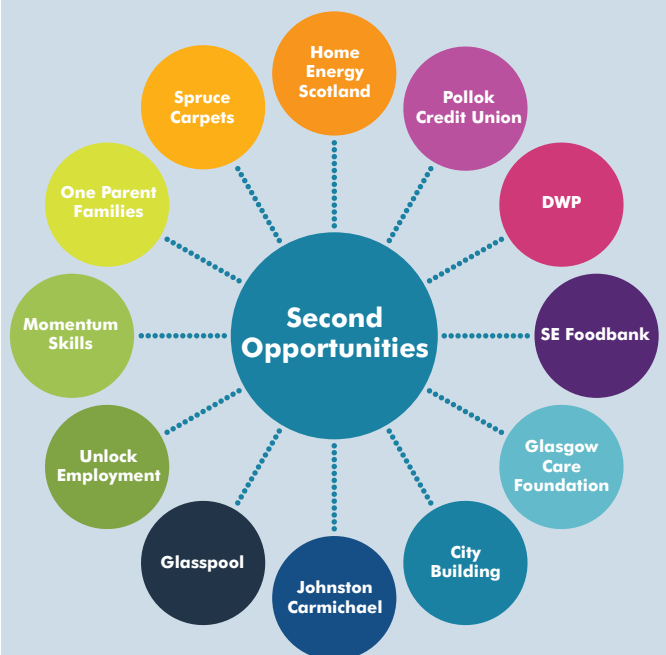 Home
Energy
Scotland
Pollok
Credit Union
DWP
SE Foodbank
Glasgow
Care
Foundation
City
Building
Johnston
Carmichael
Glasspool
Unlock
Employment
Momentum
Skills
One Parent
Families
Spruce
Carpets
Second
Opportunities